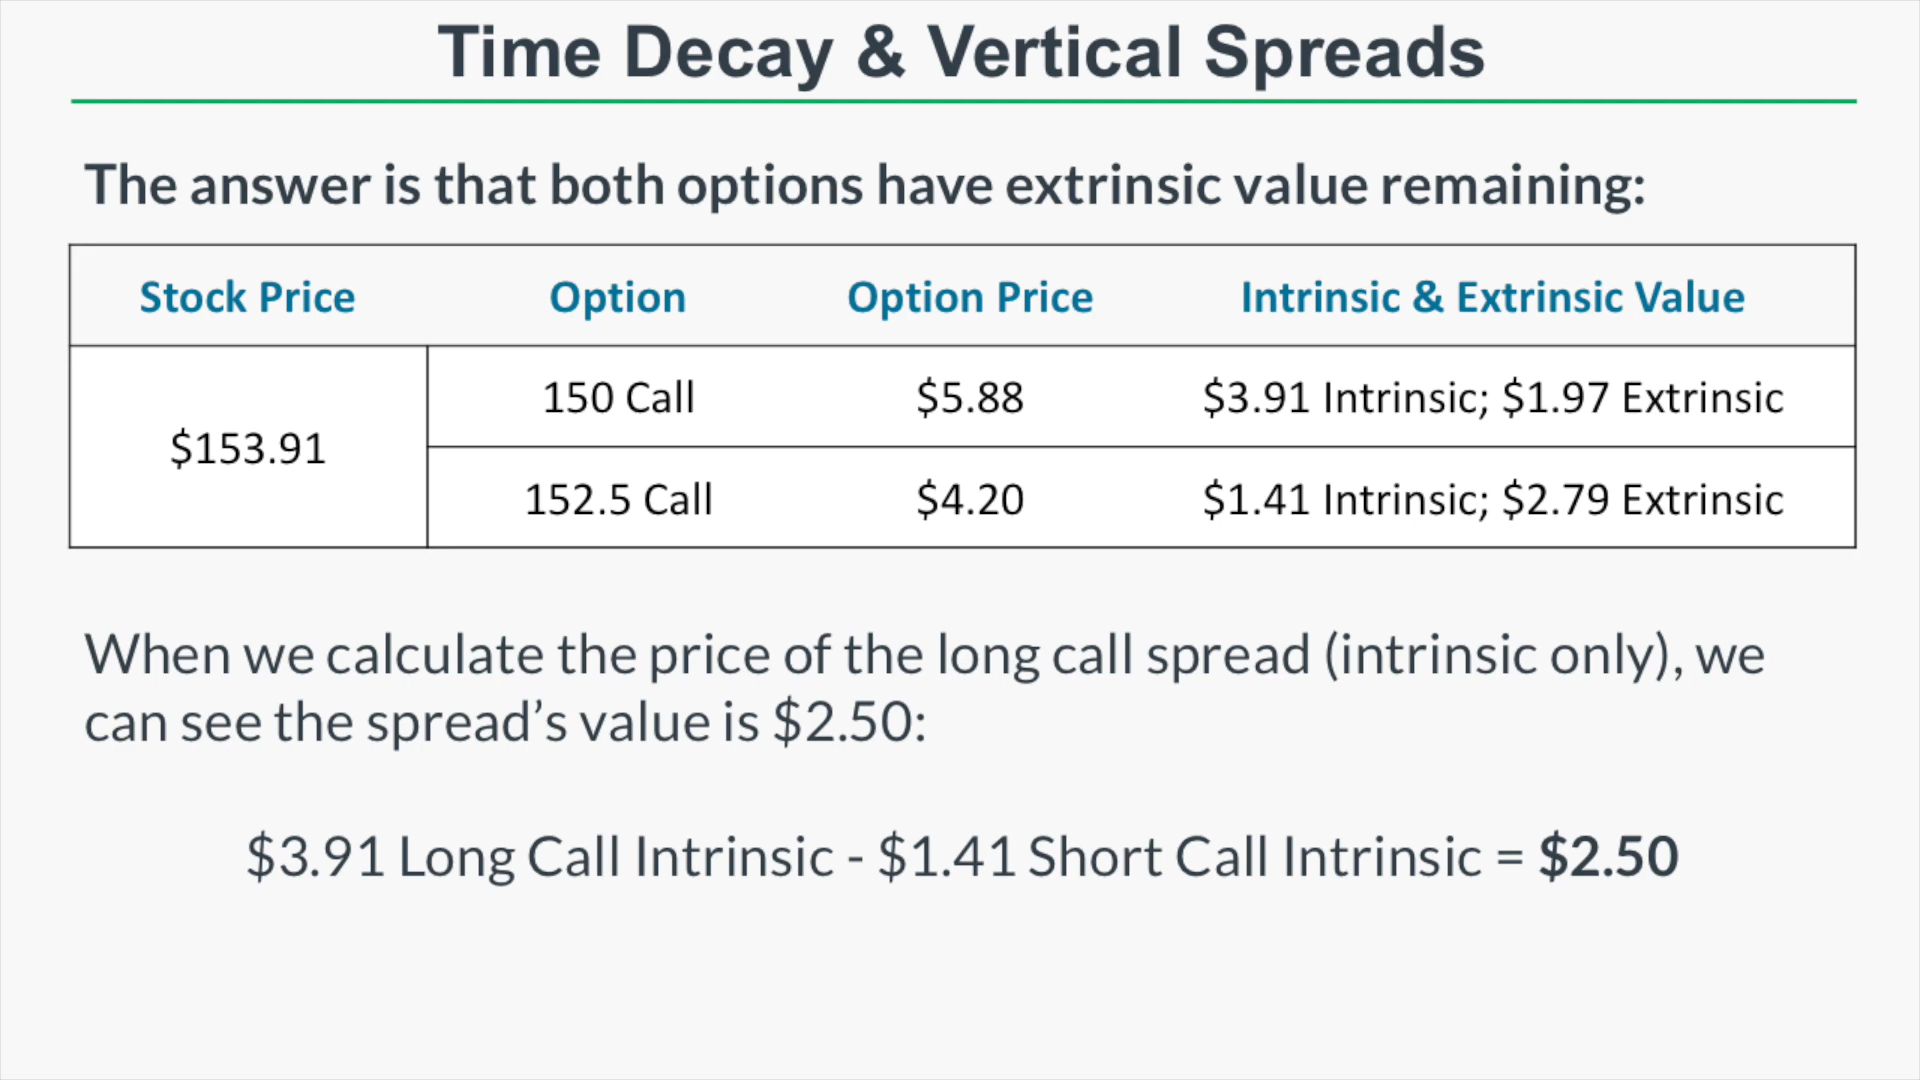 Time Decay & Vertical Spreads
The answer is that both options have extrinsic value remaining:
Stock Price Option Option Price Intrinsic & Extrinsic Value
$153.91
150 Call $5.88 $3.91 Intrinsic; $1.97 Extrinsic
152.5 Call $4.20 $1.41 Intrinsic; $2.79 Extrinsic
When we calculate the price of the long call spread (intrinsic only), we
can see the spread’s value is $2.50:
$3.91 Long Call Intrinsic - $1.41 Short Call Intrinsic = $2.50